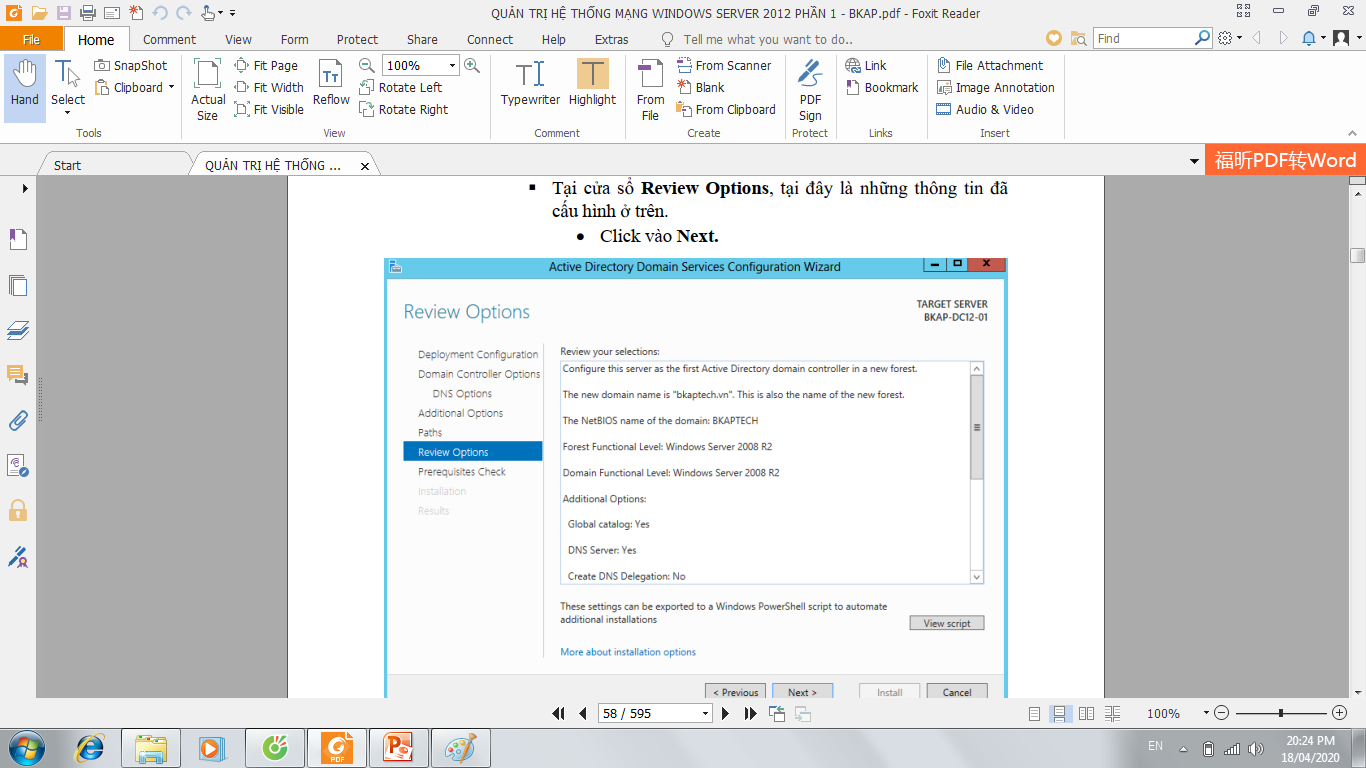 QUẢN TRỊ HỆ THỐNG MẠNG WINDOWS SERVER 2012 PHẦN 1 - BKAP.pdf - Foxit Reader
File Home Comment View Form Protect Share Connect Help Extras Tell me what you want to do.. Find
Hand
Select
SnapShot
Clipboard
Tools
Actual Size
Fit Page
Fit Width
Fit Visible
Reflow
100%
Rotate Left
Rotate Right
View
Typewriter
Highlight
Comment
From File
From Scanner
Blank
From Clipboard
Create
PDF Sign
Protect
Link
Bookmark
Links
File Attachment
Image Annotation
Audio & Video
Insert
Start
QUẢN TRỊ HỆ THỐNG ...
福昕PDF转Word
▪ Tại cửa sổ Review Options, tại đây là những thông tin đã
cấu hình ở trên.
• Click vào Next.
Active Directory Domain Services Configuration Wizard
Review Options
TARGET SERVER
BKAP-DC12-01
Deployment Configuration
Domain Controller Options
DNS Options
Additional Options
Paths
Review Options
Prerequisites Check
Installation
Results
Review your selections:
Configure this server as the first Active Directory domain controller in a new forest.
The new domain name is "bkaptech.vn". This is also the name of the new forest.
The NetBIOS name of the domain: BKAPTECH
Forest Functional Level: Windows Server 2008 R2
Domain Functional Level: Windows Server 2008 R2
Additional Options:
Global catalog: Yes
DNS Server: Yes
Create DNS Delegation: No
These settings can be exported to a Windows PowerShell script to automate
additional installations
View script
More about installation options
< Previous Next > Install Cancel
58 / 595
100%
EN
20:24 PM
18/04/2020